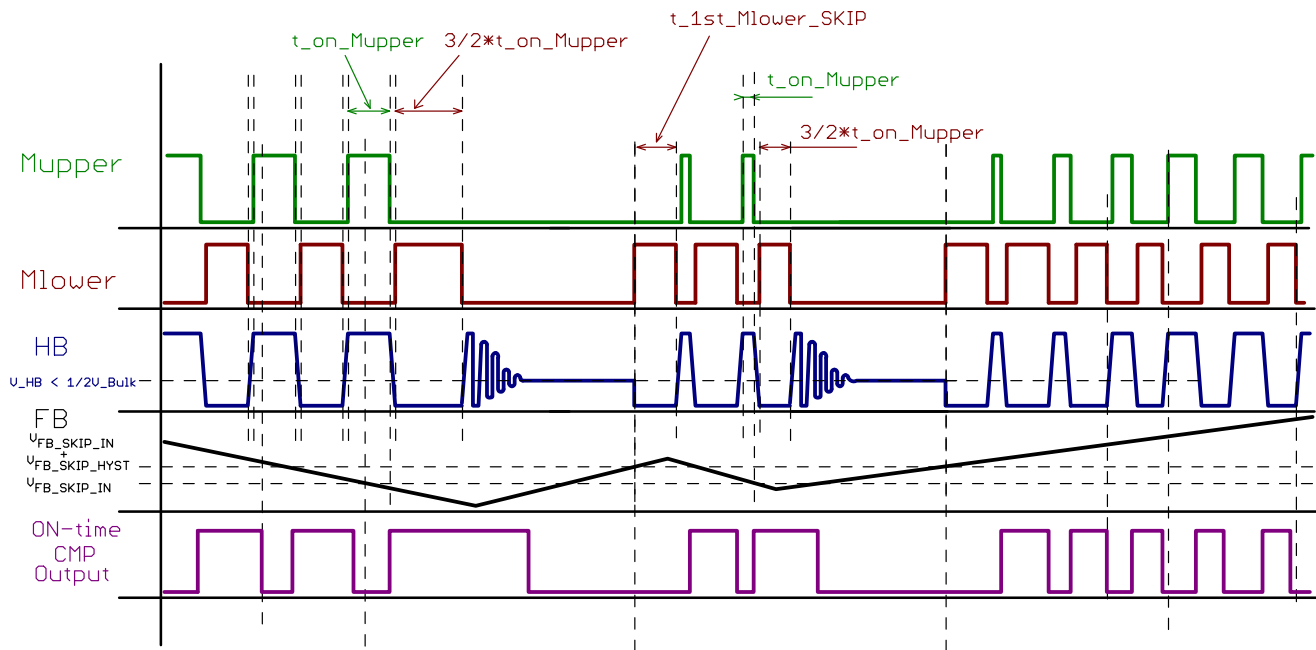 t_1st_Mlower_SKIP
t_on_Mupper
3/2*t_on_Mupper
t_on_Mupper
3/2*t_on_Mupper
Mupper
Mlower
HB
V_HB < 1/2V_Bulk
FB
VFB_SKIP_IN
+
VFB_SKIP_HYST
VFB_SKIP_IN
ON-time
CMP
Output